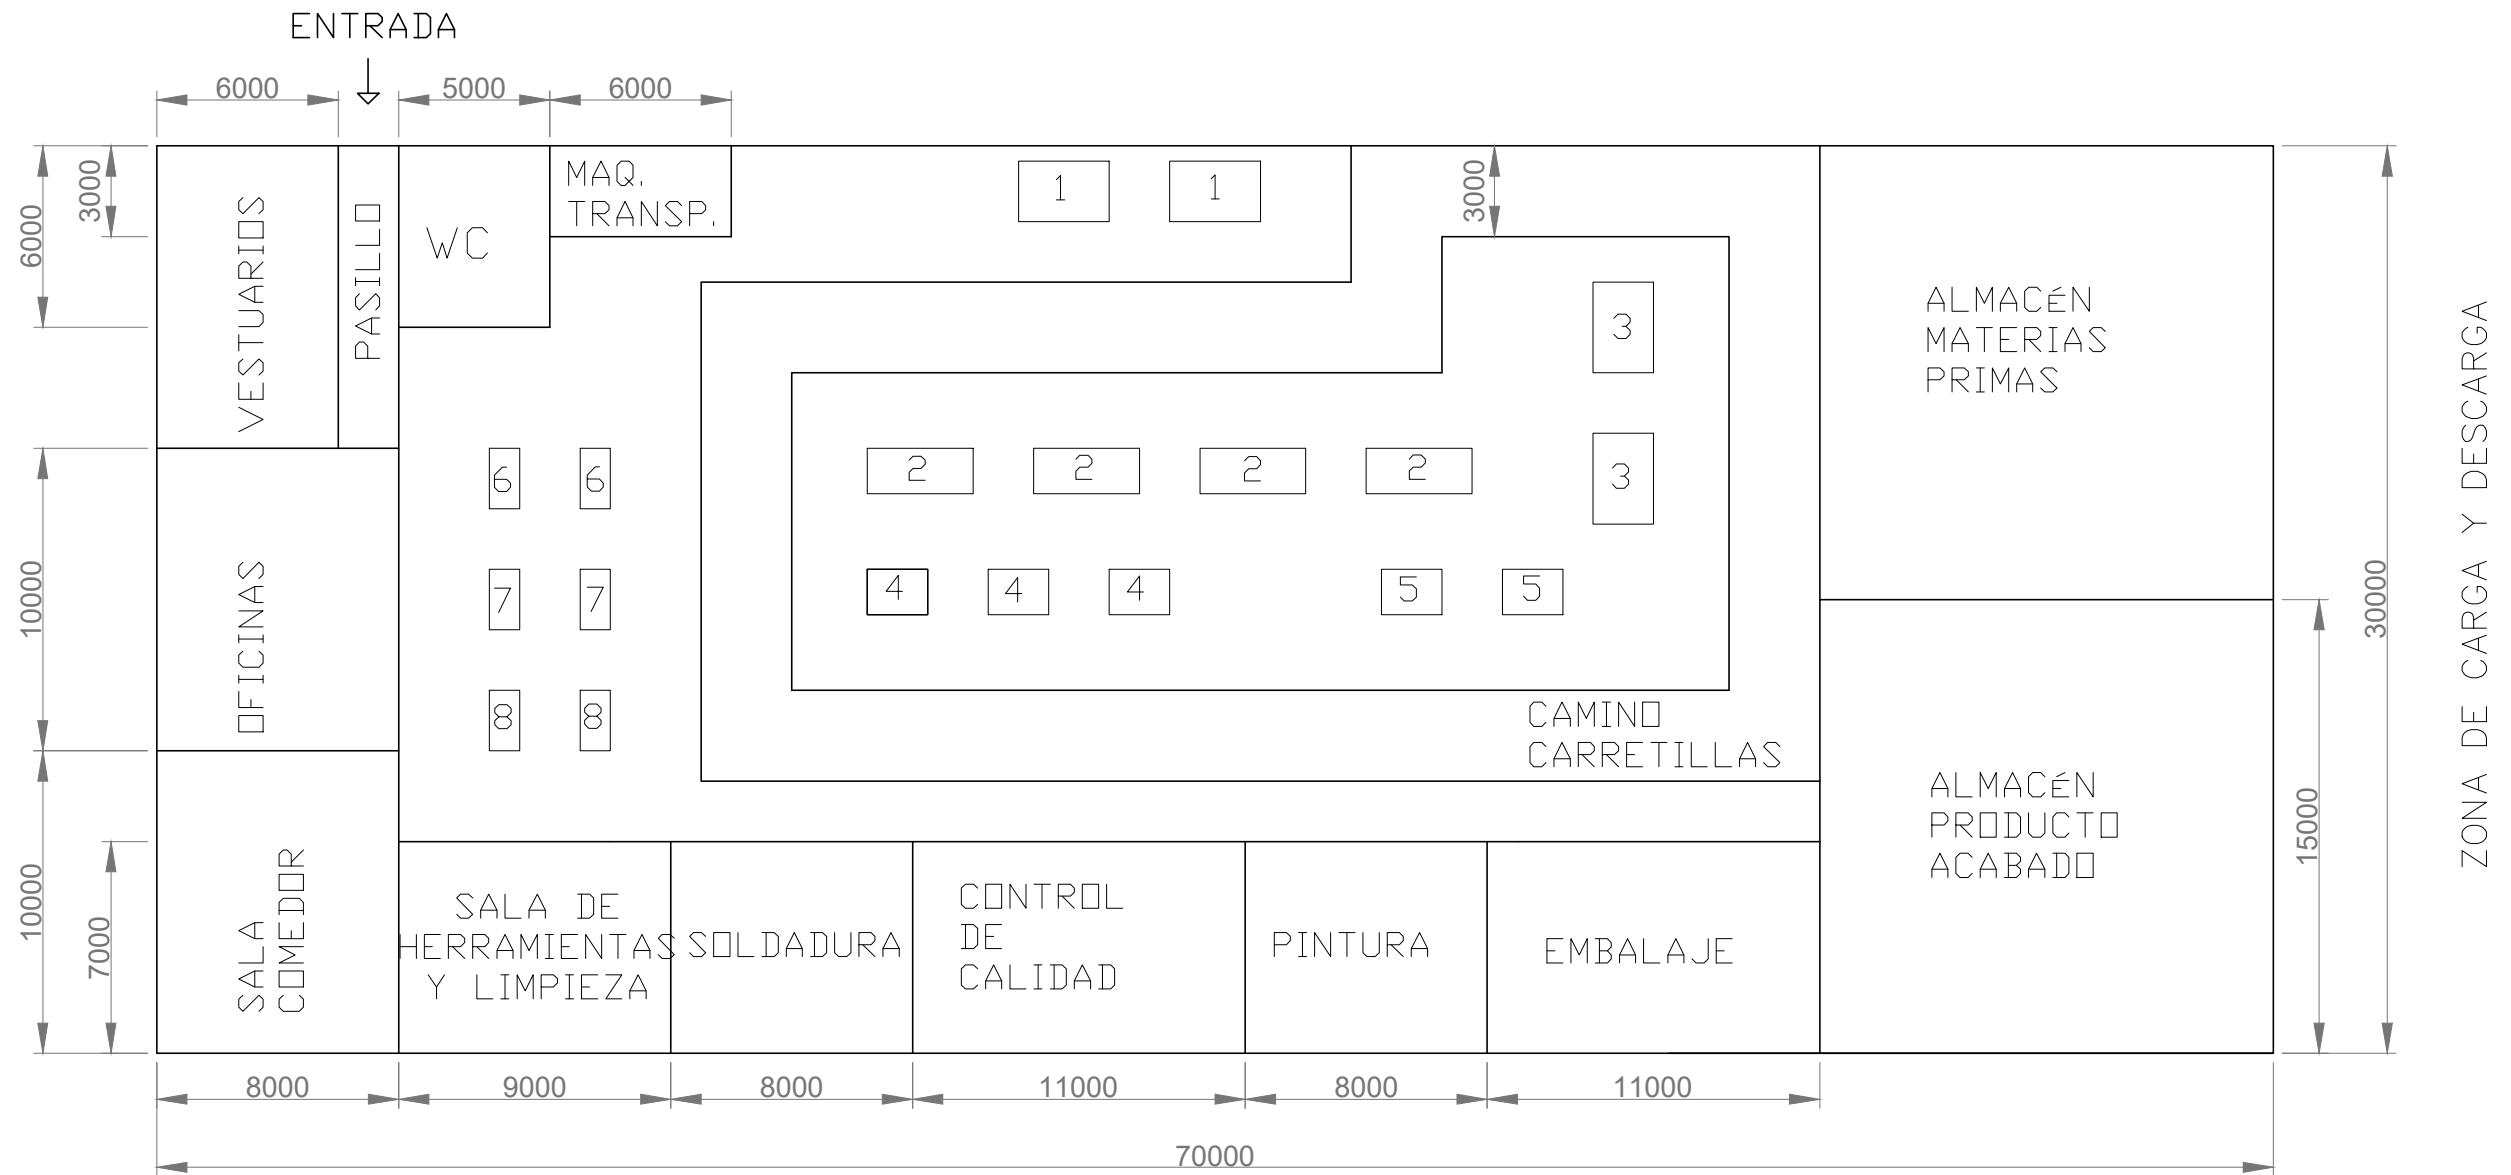 ENTRADA
6000
5000
6000
3000
6000
3000
VESTUARIOS
PASILLO
WC
MAQ.
TRANSP.
1
1
3
3
ALMACÉN
MATERIAS
PRIMAS
6
6
2
2
2
2
7
7
4
4
4
5
5
8
8
10000
OFICINAS
CAMINO
CARRETILLAS
30000
ZONA DE CARGA Y DESCARGA
ALMACÉN
PRODUCTO
ACABADO
15000
10000
7000
SALA
COMEDOR
SALA DE
HERRAMIENTAS
Y LIMPIEZA
SOLDADURA
CONTROL
DE
CALIDAD
PINTURA
EMBALAJE
8000
9000
8000
11000
8000
11000
70000